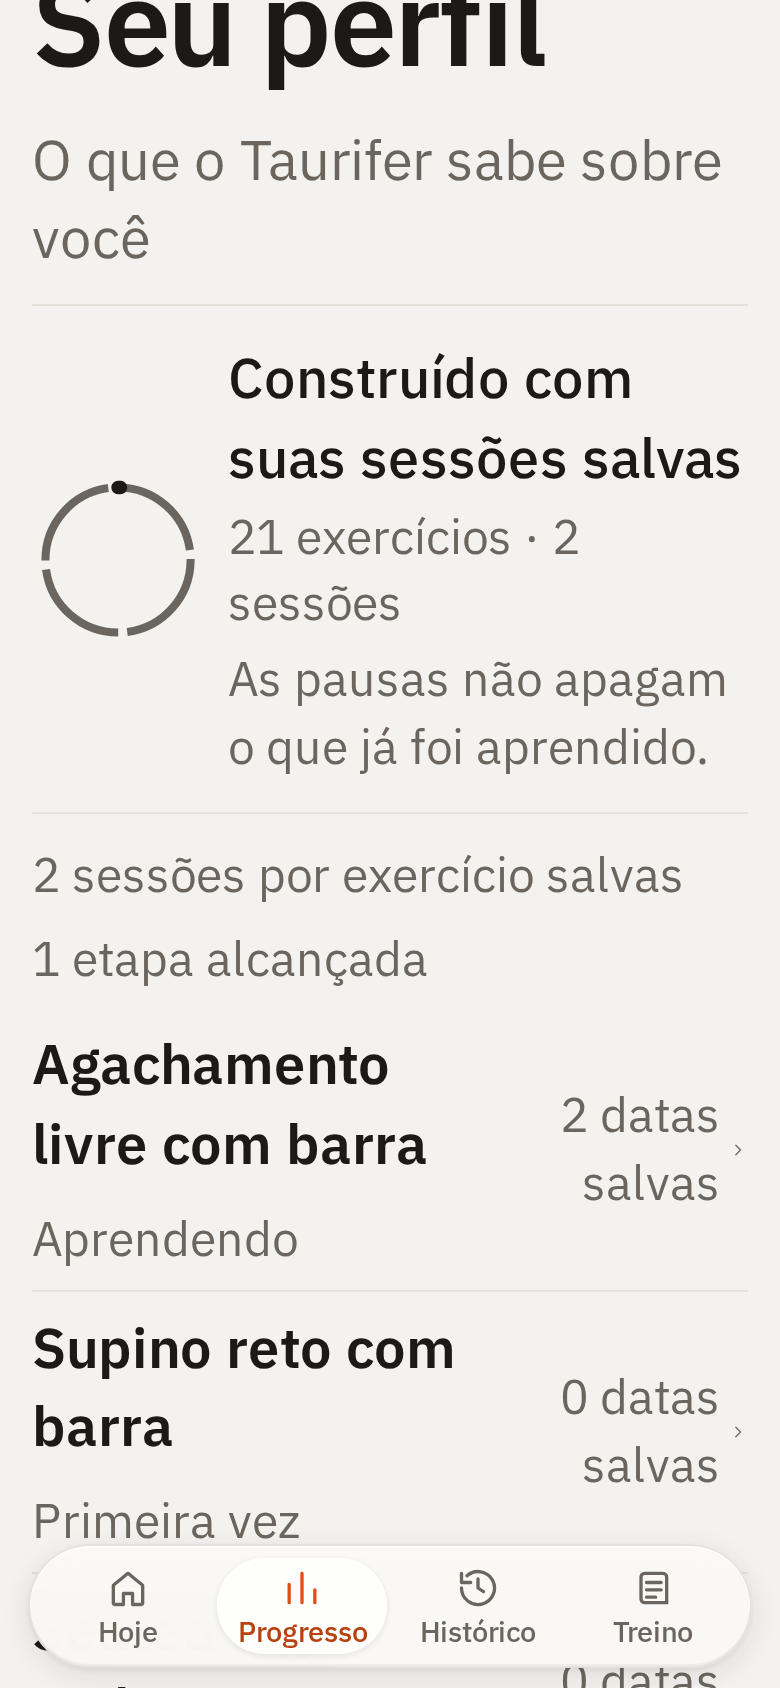 Seu perfil
O que o Taurifer sabe sobre
você
Construído com
suas sessões salvas
21 exercícios · 2
sessões
As pausas não apagam
o que já foi aprendido.
2 sessões por exercício salvas
1 etapa alcançada
Agachamento
livre com barra
2 datas
salvas
Aprendendo
Supino reto com
barra
0 datas
salvas
Primeira vez
0 datas
Hoje
Progresso
Histórico
Treino